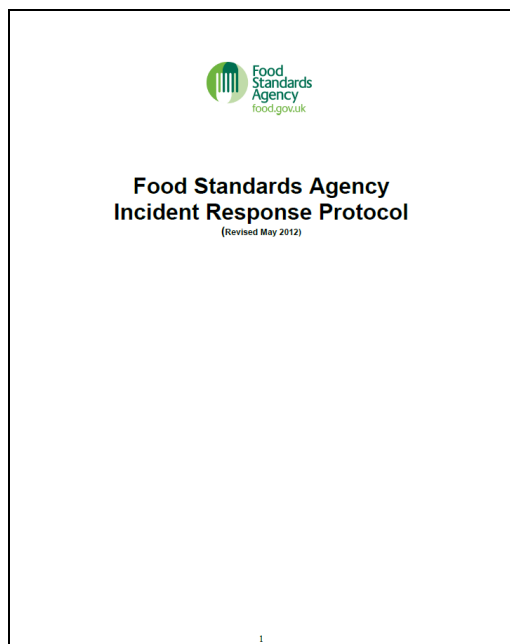 Food
Standards
Agency
food.gov.uk
Food Standards Agency
Incident Response Protocol
(Revised May 2012)
1